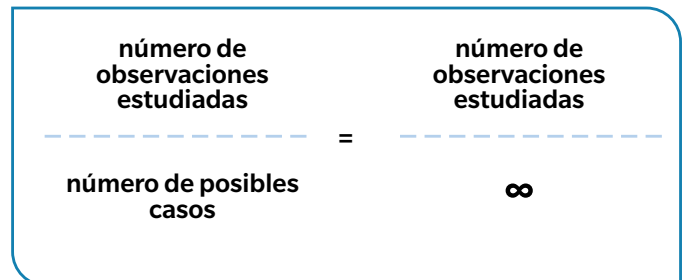 número de
observaciones
estudiadas
número de posibles
casos
=
número de
observaciones
estudiadas
∞